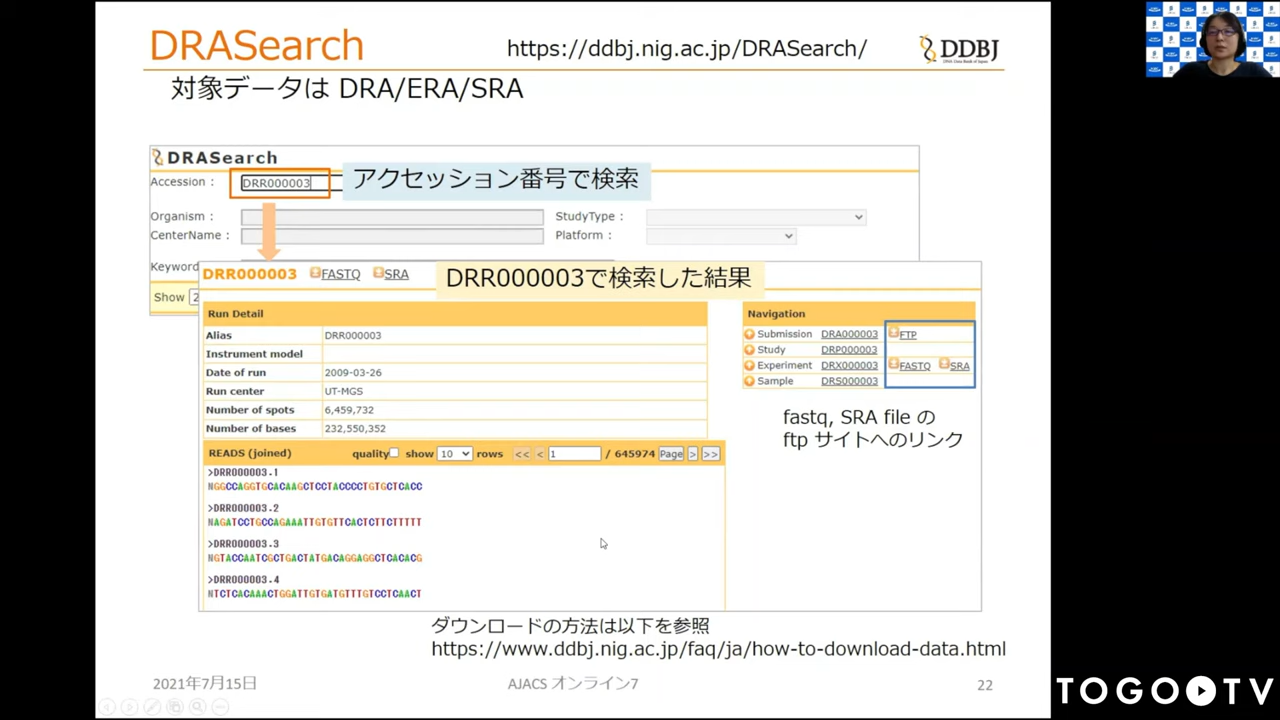 DRASearch
https://ddbj.nig.ac.jp/DRASearch/
DDBJ
DNA Data Bank of Japan
対象データは DRA/ERA/SRA
DRASearch
Accession :
DRR000003
アクセッション番号で検索
Organism :
StudyType :
CenterName :
Platform :
Keyword
Show 2
DRR000003
FASTQ
SRA
DRR000003で検索した結果
Run Detail
Alias DRR000003
Instrument model
Date of run 2009-03-26
Run center UT-MGS
Number of spots 6,459,732
Number of bases 232,550,352
Navigation
Submission DRA000003 FTP
Study DRP000003
Experiment DRX000003 FASTQ SRA
Sample DRS000003
fastq, SRA file の
ftp サイトへのリンク
READS (joined) quality show 10 rows << < 1 / 645974 Page > >>
>DRR000003.1
NGGCCAGGTGCACAAGCTCCTACCCCTGTGCTCACC
>DRR000003.2
NAGATCCTGCCAGAAATTGTGTTCACTCTTCTTTTT
>DRR000003.3
NGTACCAATCGCTGACTATGACAGGAGGCTCACACG
>DRR000003.4
NTCTCACAAACTGGATTGTGATGTTTGTCCTCAACT
ダウンロードの方法は以下を参照
https://www.ddbj.nig.ac.jp/faq/ja/how-to-download-data.html
2021年7月15日
AJACS オンライン7
22
TOGO TV